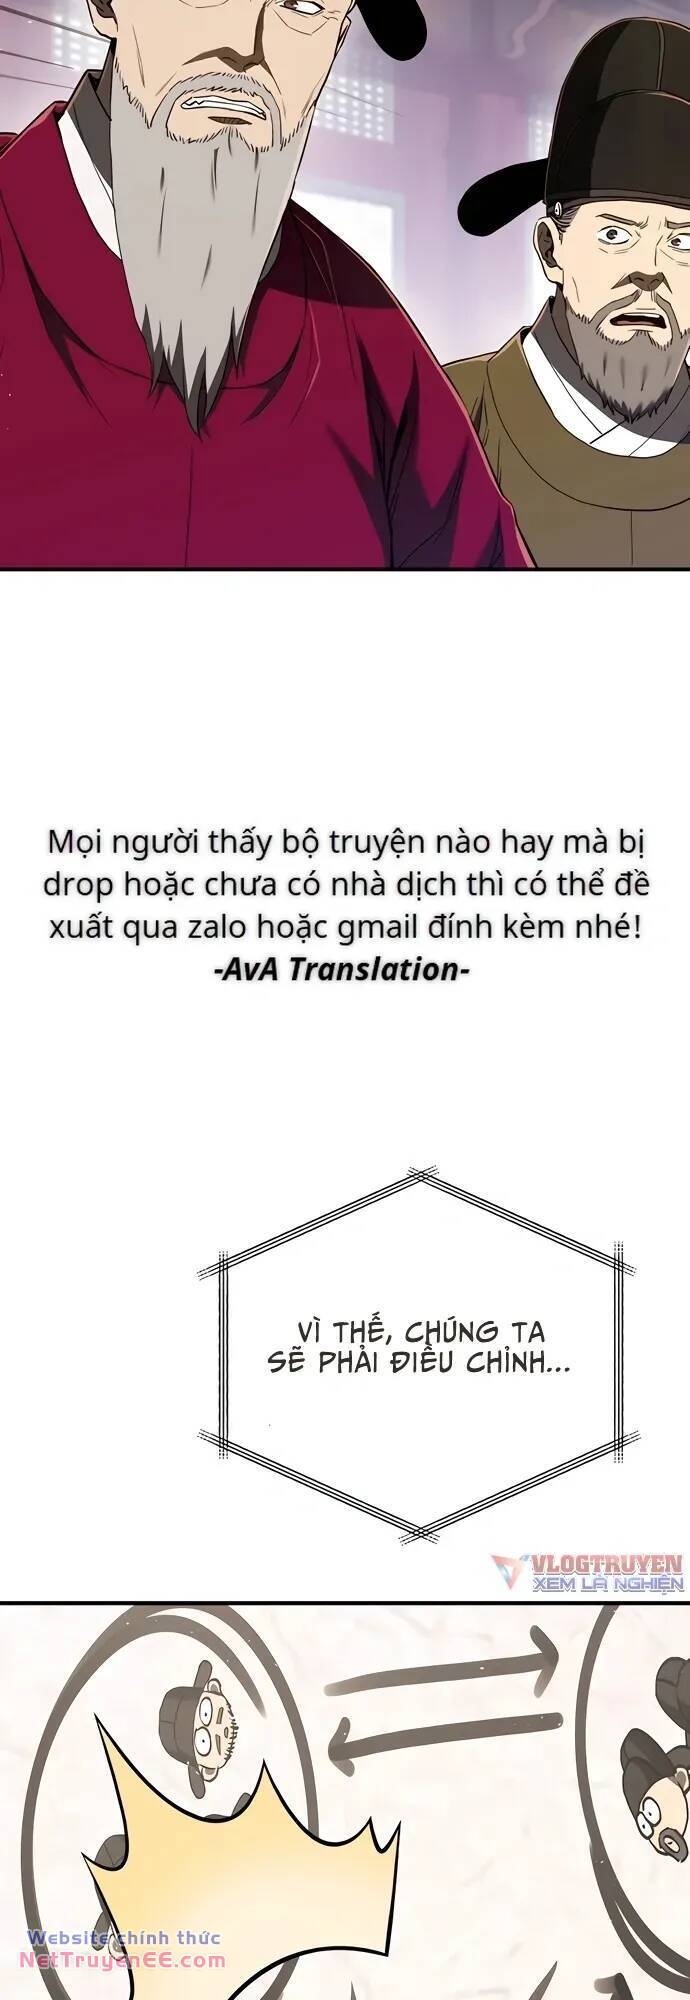 Mọi người thấy bộ truyện nào hay mà bị
drop hoặc chưa có nhà dịch thì có thể đề
xuất qua zalo hoặc gmail đính kèm nhé!
-AvA Translation-
VÌ THẾ, CHÚNG TA
SẼ PHẢI ĐIỀU CHỈNH...
VLOGTRUYEN
XEM LÀ NGHIỆN
Website chính thức
NETTRUYENEE.COM